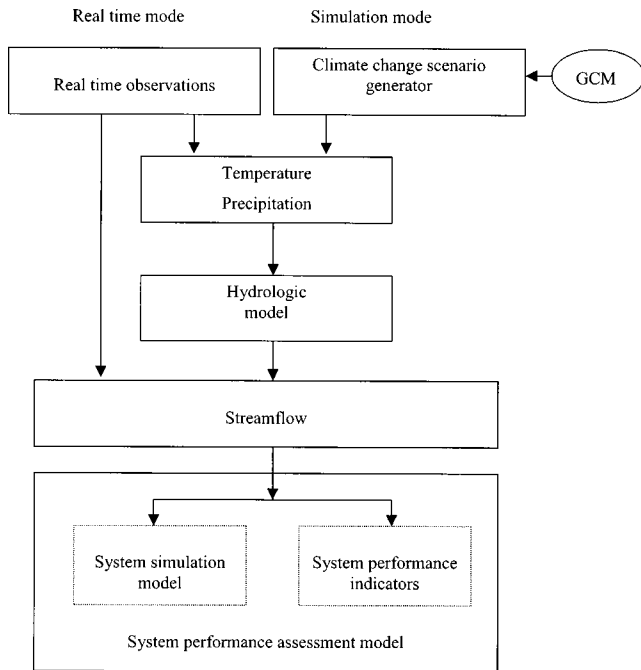 Real time mode
Simulation mode
Real time observations
Climate change scenario
generator
GCM
Temperature
Precipitation
Hydrologic
model
Streamflow
System simulation
model
System performance
indicators
System performance assessment model